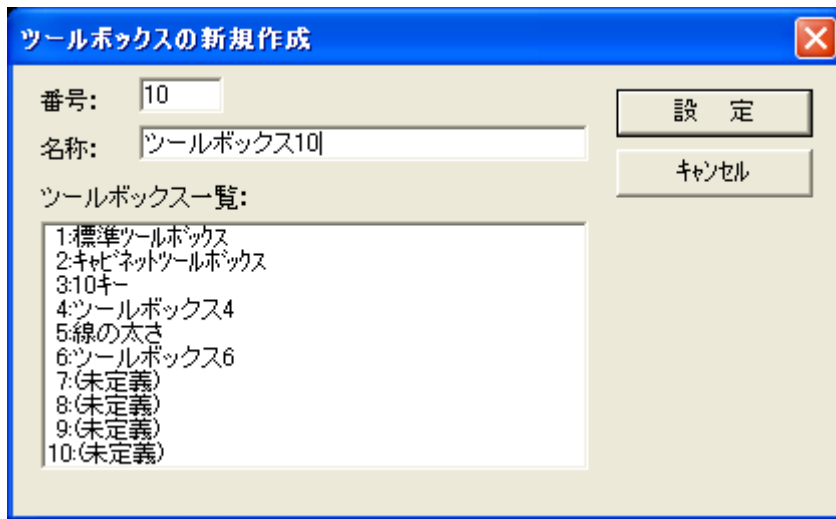 ツールボックスの新規作成
番号: 10
設 定
名称: ツールボックス10
キャンセル
ツールボックス一覧:
1:標準ツールボックス
2:キャビネットツールボックス
3:10キー
4:ツールボックス4
5:線の太さ
6:ツールボックス6
7:(未定義)
8:(未定義)
9:(未定義)
10:(未定義)